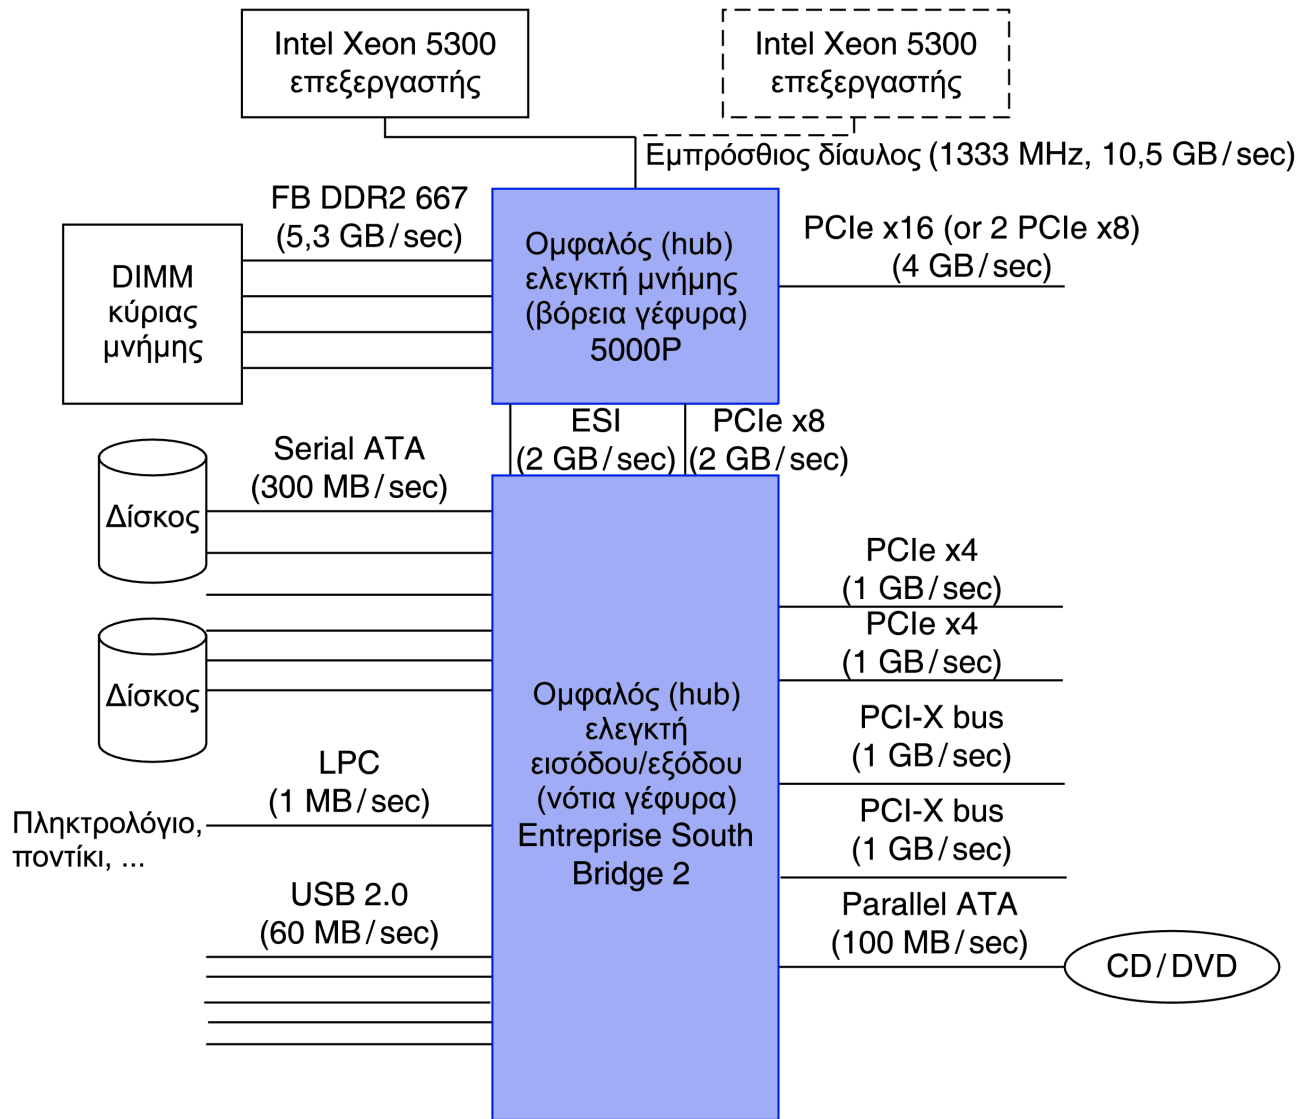 Intel Xeon 5300
επεξεργαστής
Intel Xeon 5300
επεξεργαστής
Εμπρόσθιος δίαυλος (1333 MHz, 10,5 GB/sec)
FB DDR2 667
(5,3 GB/sec)
DIMM
κύριας
μνήμης
Ομφαλός (hub)
ελεγκτή μνήμης
(βόρεια γέφυρα)
5000P
PCIe x16 (or 2 PCIe x8)
(4 GB/sec)
ESI
(2 GB/sec)
PCIe x8
(2 GB/sec)
Serial ATA
(300 MB/sec)
Δίσκος
Δίσκος
LPC
(1 MB/sec)
Πληκτρολόγιο,
ποντίκι, ...
USB 2.0
(60 MB/sec)
Ομφαλός (hub)
ελεγκτή
εισόδου/εξόδου
(νότια γέφυρα)
Entreprise South
Bridge 2
PCIe x4
(1 GB/sec)
PCIe x4
(1 GB/sec)
PCI-X bus
(1 GB/sec)
PCI-X bus
(1 GB/sec)
Parallel ATA
(100 MB/sec)
CD/DVD